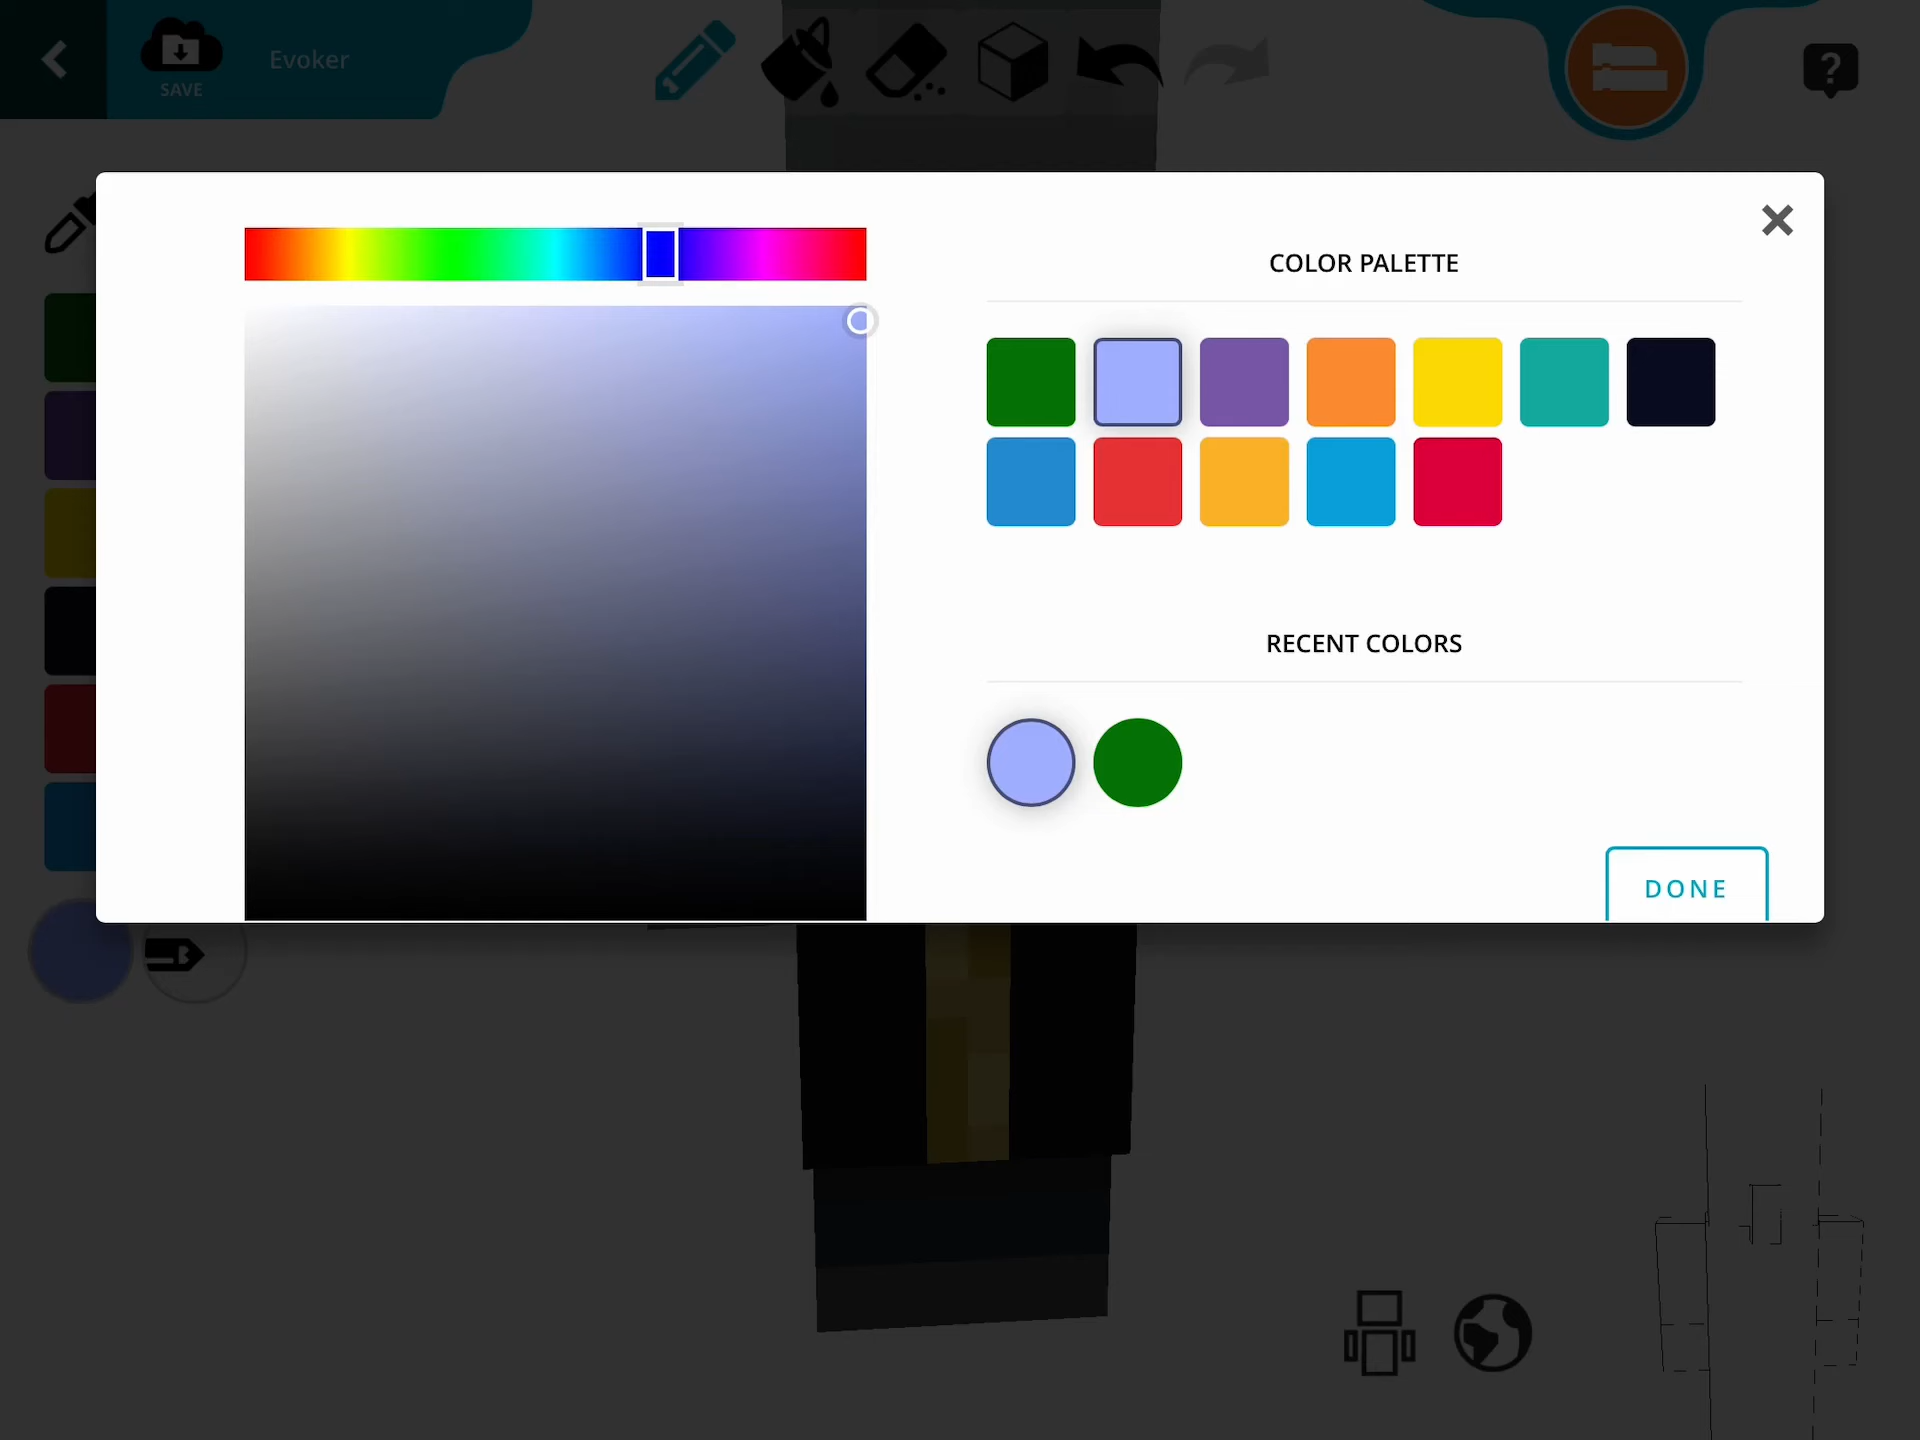 SAVE
Evoker
?
COLOR PALETTE
RECENT COLORS
DONE